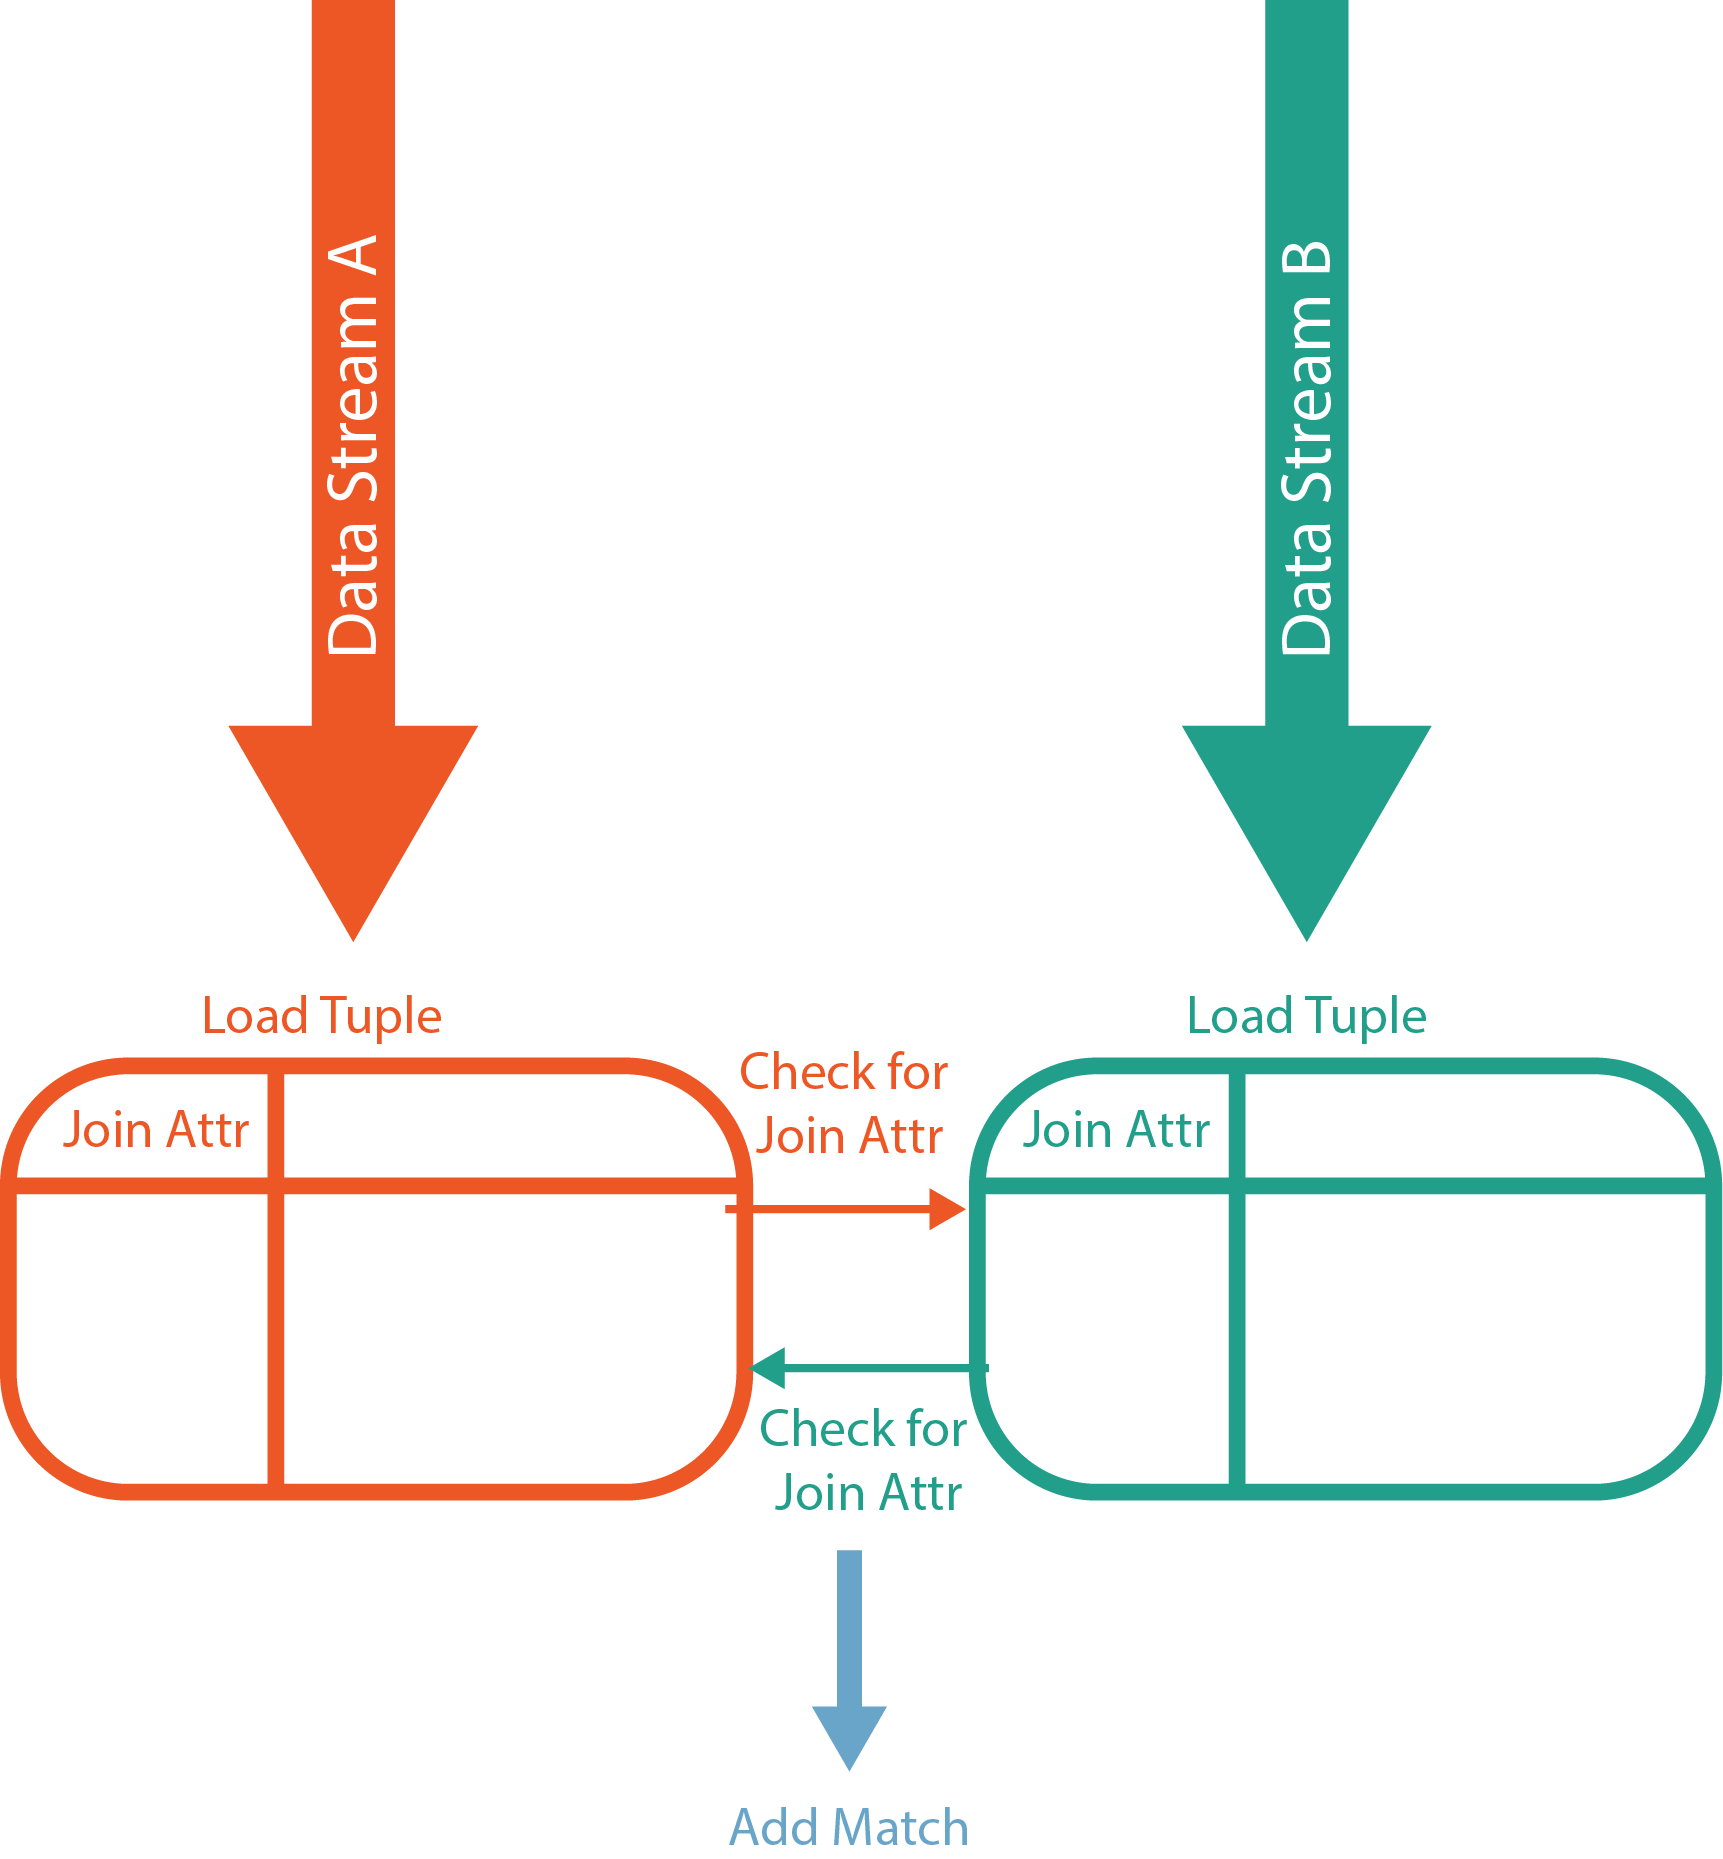 Data Stream A
Data Stream B
Load Tuple
Load Tuple
Check for
Join Attr
Join Attr
Join Attr
Check for
Join Attr
Add Match